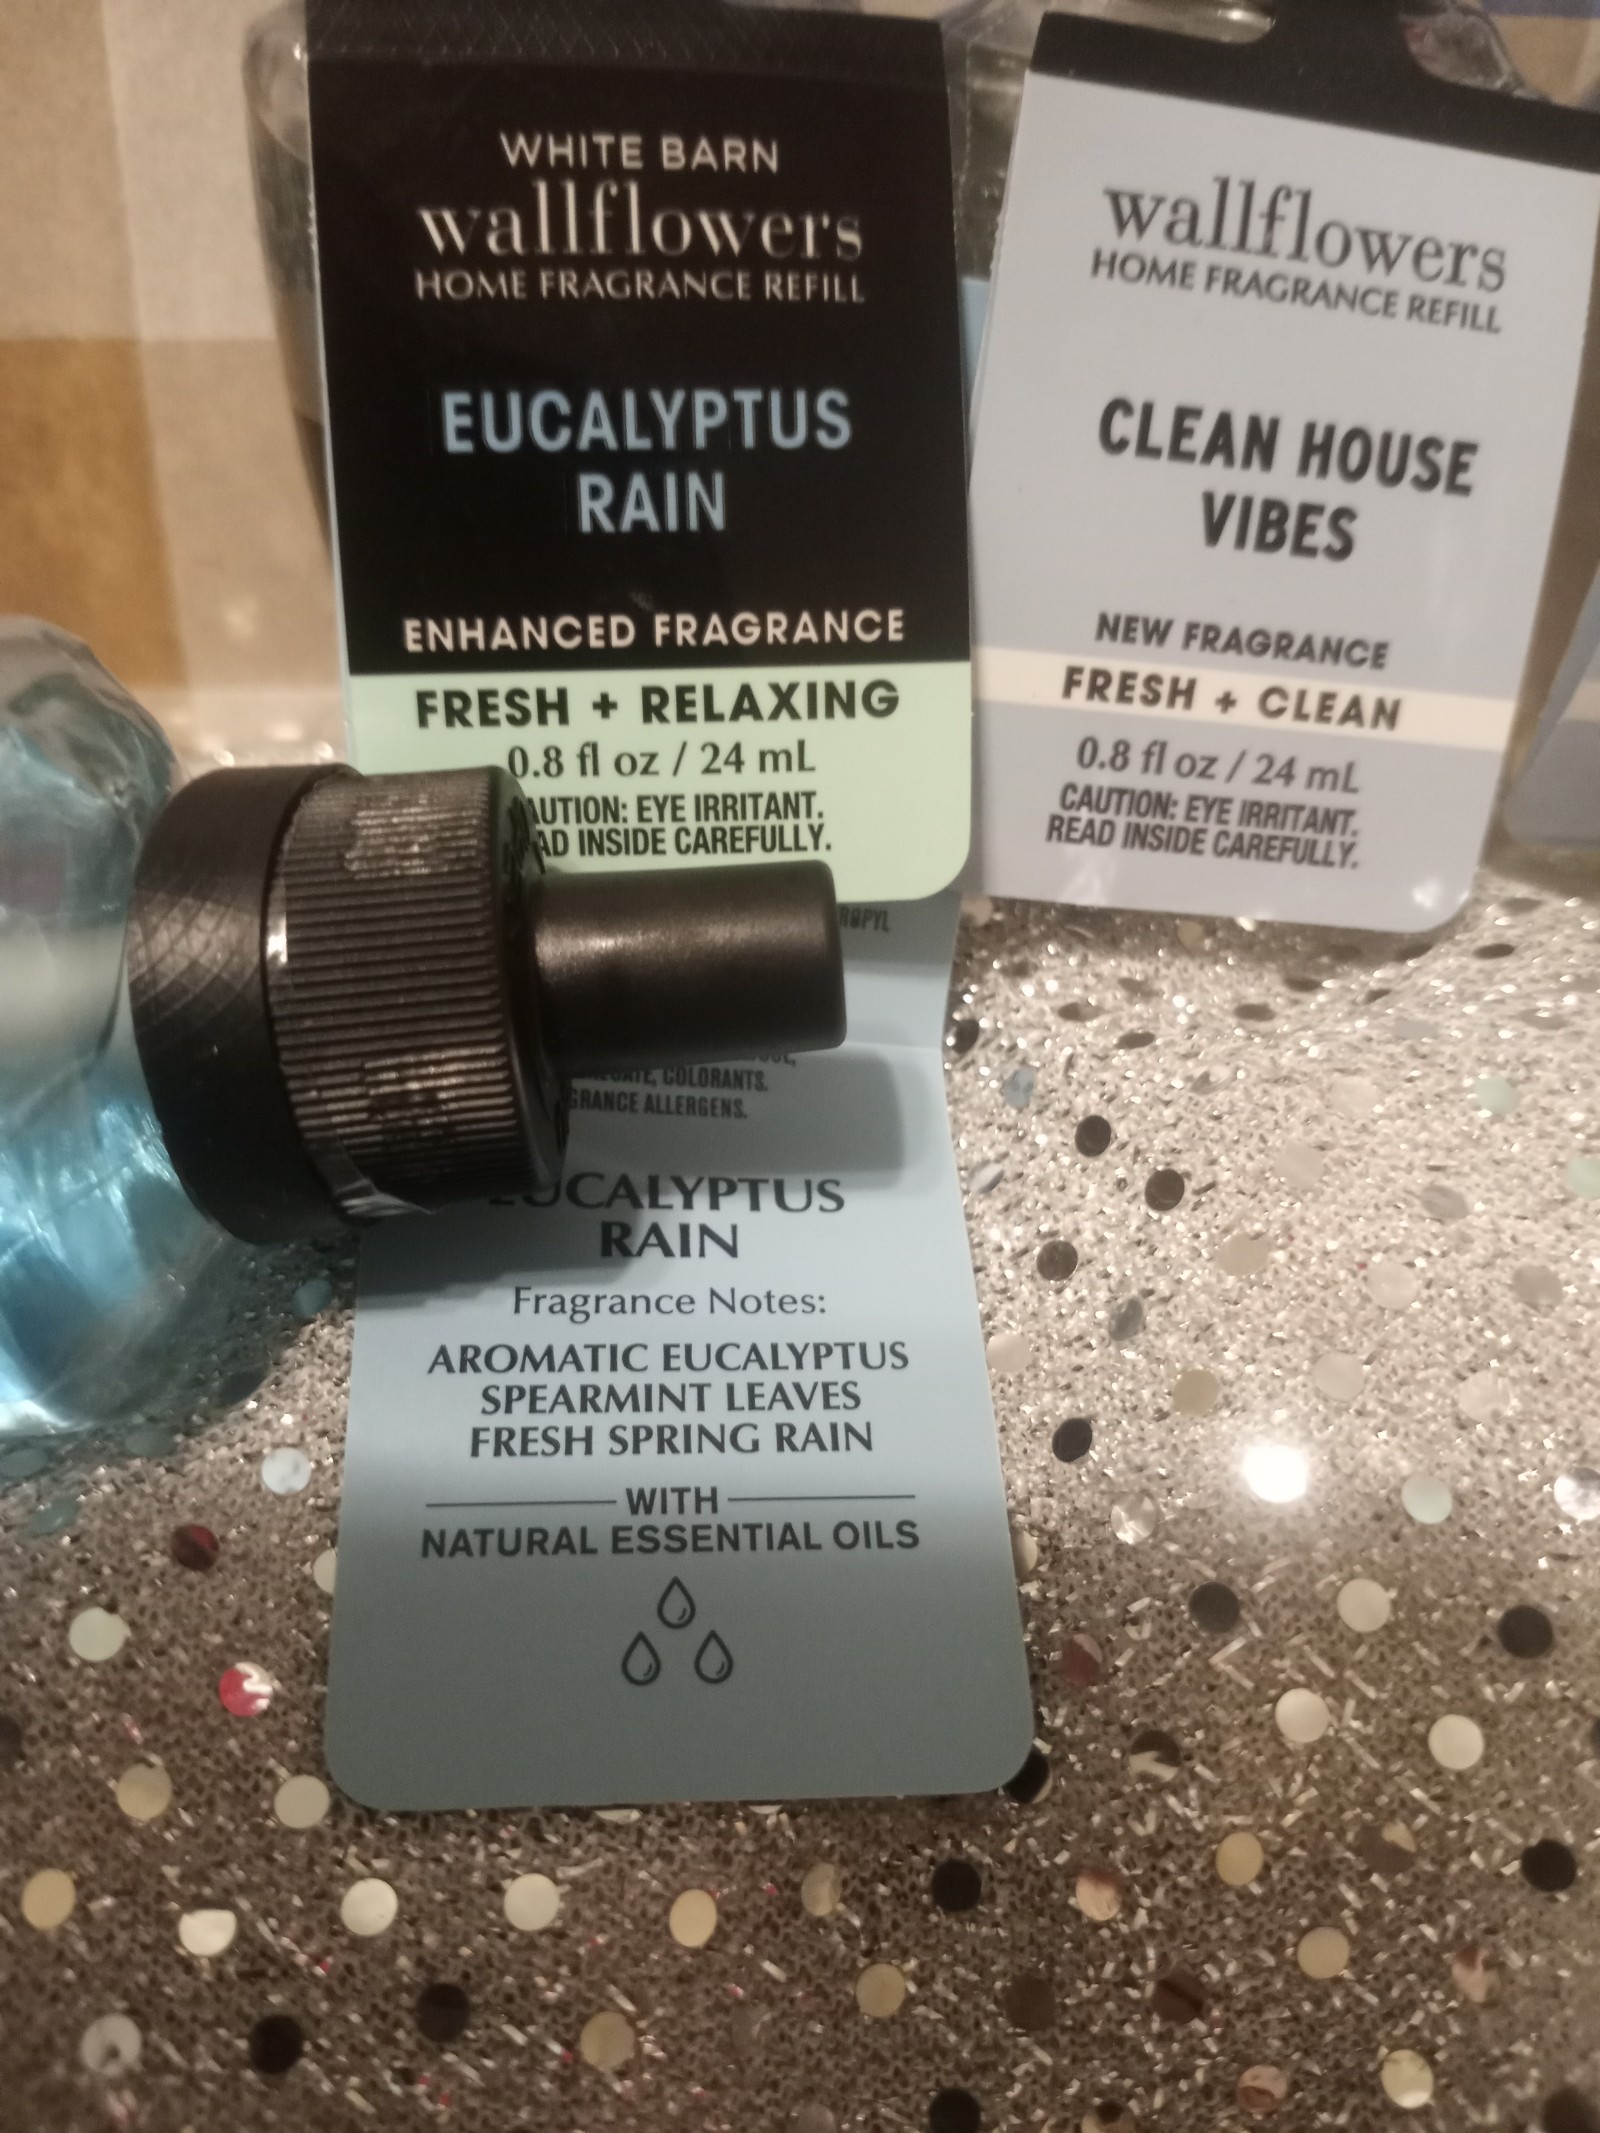 WHITE BARN
wallflowers
HOME FRAGRANCE REFILL
EUCALYPTUS
RAIN
ENHANCED FRAGRANCE
FRESH + RELAXING
0.8 fl oz / 24 mL
EYE IRRITANT.
INSIDE CAREFULLY.
COLORANTS.
ALLERGENS.
EUCALYPTUS
RAIN
Fragrance Notes:
AROMATIC EUCALYPTUS
SPEARMINT LEAVES
FRESH SPRING RAIN
WITH
NATURAL ESSENTIAL OILS
wallflowers
HOME FRAGRANCE REFILL
CLEAN HOUSE
VIBES
NEW FRAGRANCE
FRESH + CLEAN
0.8 fl oz / 24 mL
CAUTION: EYE IRRITANT.
READ INSIDE CAREFULLY.